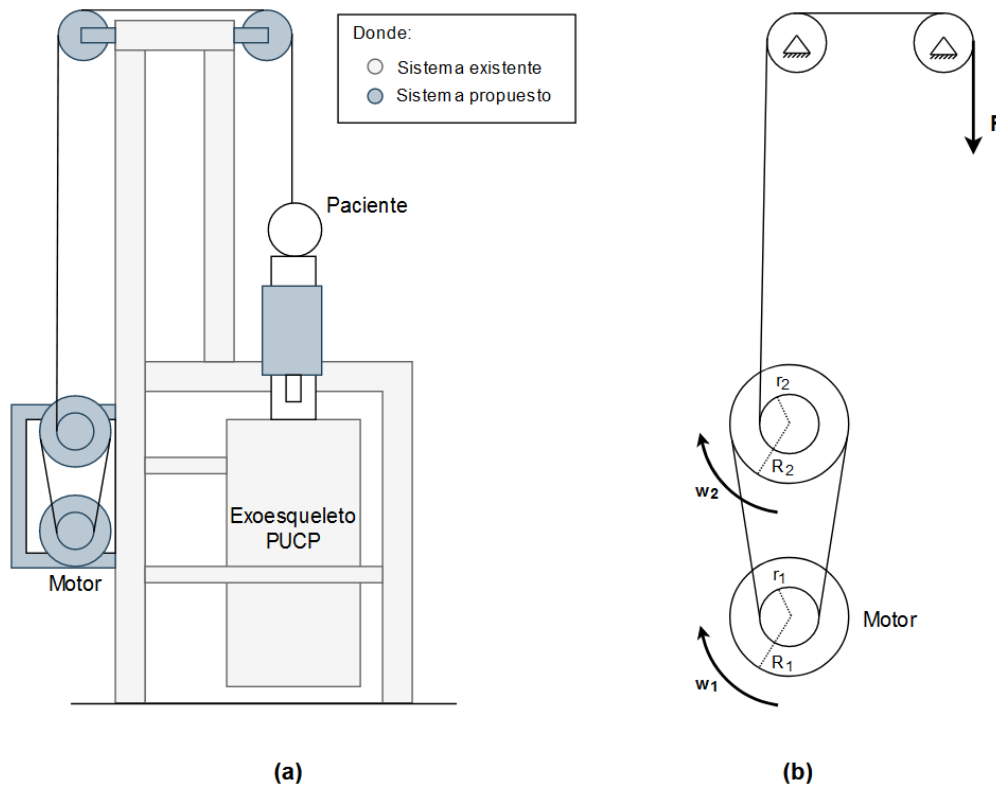 Donde:
Sistema existente
Sistema propuesto
Paciente
Exoesqueleto
PUCP
Motor
(a)
F
r2
R2
w2
r1
Motor
R1
w1
(b)